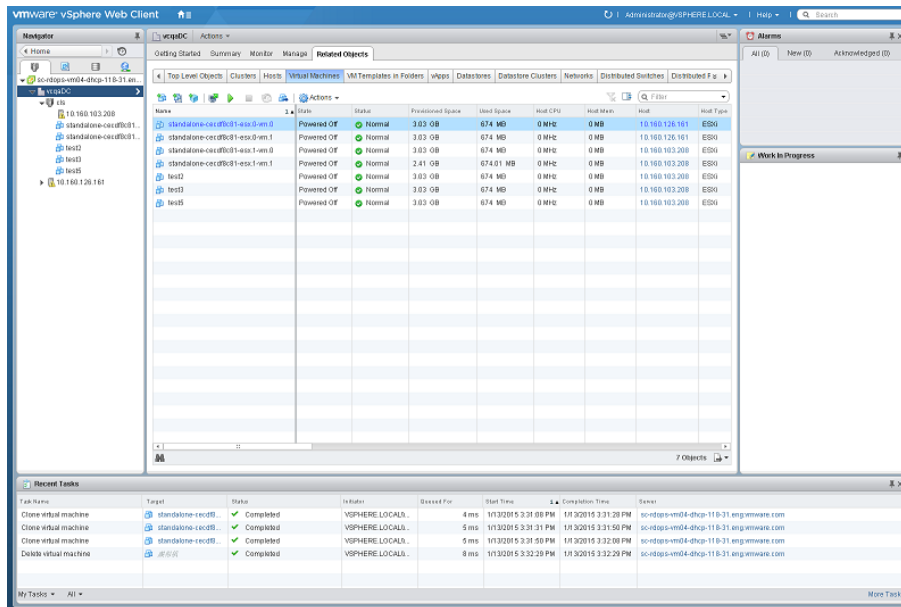 vmware® vSphere Web Client
Administrator@VSPHERE.LOCAL
Help
Search
Navigator
Home
sc-rdops-vm04-dhcp-118-31.en...
vcqaDC
cls
10.160.103.208
standalone-cecdf8c81...
standalone-cecdf8c81...
test2
test3
test5
10.160.126.161
vcqaDC Actions
Getting Started Summary Monitor Manage Related Objects
Top Level Objects Clusters Hosts Virtual Machines VM Templates in Folders vApps Datastores Datastore Clusters Networks Distributed Switches
Actions
Filter
Name State Status Provisioned Space Used Space Host CPU Host Mem Host Host Type
standalone-cecdf8c81-esx.0-vm.0 Powered Off Normal 3.03 GB 674 MB 0 MHz 0 MB 10.160.126.161 ESXi
standalone-cecdf8c81-esx.0-vm.1 Powered Off Normal 3.03 GB 674 MB 0 MHz 0 MB 10.160.126.161 ESXi
standalone-cecdf8c81-esx.1-vm.0 Powered Off Normal 3.03 GB 674 MB 0 MHz 0 MB 10.160.103.208 ESXi
standalone-cecdf8c81-esx.1-vm.1 Powered Off Normal 2.41 GB 674.01 MB 0 MHz 0 MB 10.160.103.208 ESXi
test2 Powered Off Normal 3.03 GB 674 MB 0 MHz 0 MB 10.160.103.208 ESXi
test3 Powered Off Normal 3.03 GB 674 MB 0 MHz 0 MB 10.160.103.208 ESXi
test5 Powered Off Normal 3.03 GB 674 MB 0 MHz 0 MB 10.160.103.208 ESXi
7 Objects
Alarms
All (0) New (0) Acknowledged (0)
Work In Progress
Recent Tasks
Task Name Target Status Initiator Queued For Start Time Completion Time Server
Clone virtual machine standalone-cecdf8... Completed VSPHERE.LOCAL\... 4 ms 1/13/2015 3:31:08 PM 1/13/2015 3:31:28 PM sc-rdops-vm04-dhcp-118-31.eng.vmware.com
Clone virtual machine standalone-cecdf8... Completed VSPHERE.LOCAL\... 5 ms 1/13/2015 3:31:31 PM 1/13/2015 3:31:50 PM sc-rdops-vm04-dhcp-118-31.eng.vmware.com
Clone virtual machine standalone-cecdf8... Completed VSPHERE.LOCAL\... 5 ms 1/13/2015 3:31:50 PM 1/13/2015 3:32:08 PM sc-rdops-vm04-dhcp-118-31.eng.vmware.com
Delete virtual machine 虚拟机 Completed VSPHERE.LOCAL\... 8 ms 1/13/2015 3:32:29 PM 1/13/2015 3:32:29 PM sc-rdops-vm04-dhcp-118-31.eng.vmware.com
My Tasks All
More Task